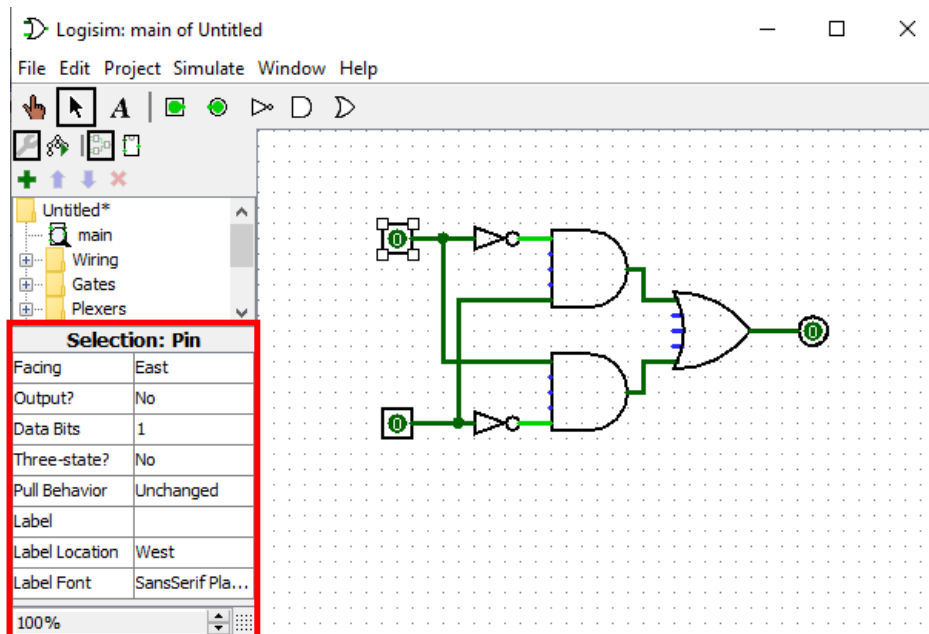 Logisim: main of Untitled
File Edit Project Simulate Window Help
A
Untitled*
main
Wiring
Gates
Plexers
Selection: Pin
Facing East
Output? No
Data Bits 1
Three-state? No
Pull Behavior Unchanged
Label
Label Location West
Label Font SansSerif Pla...
100%
0
0
0